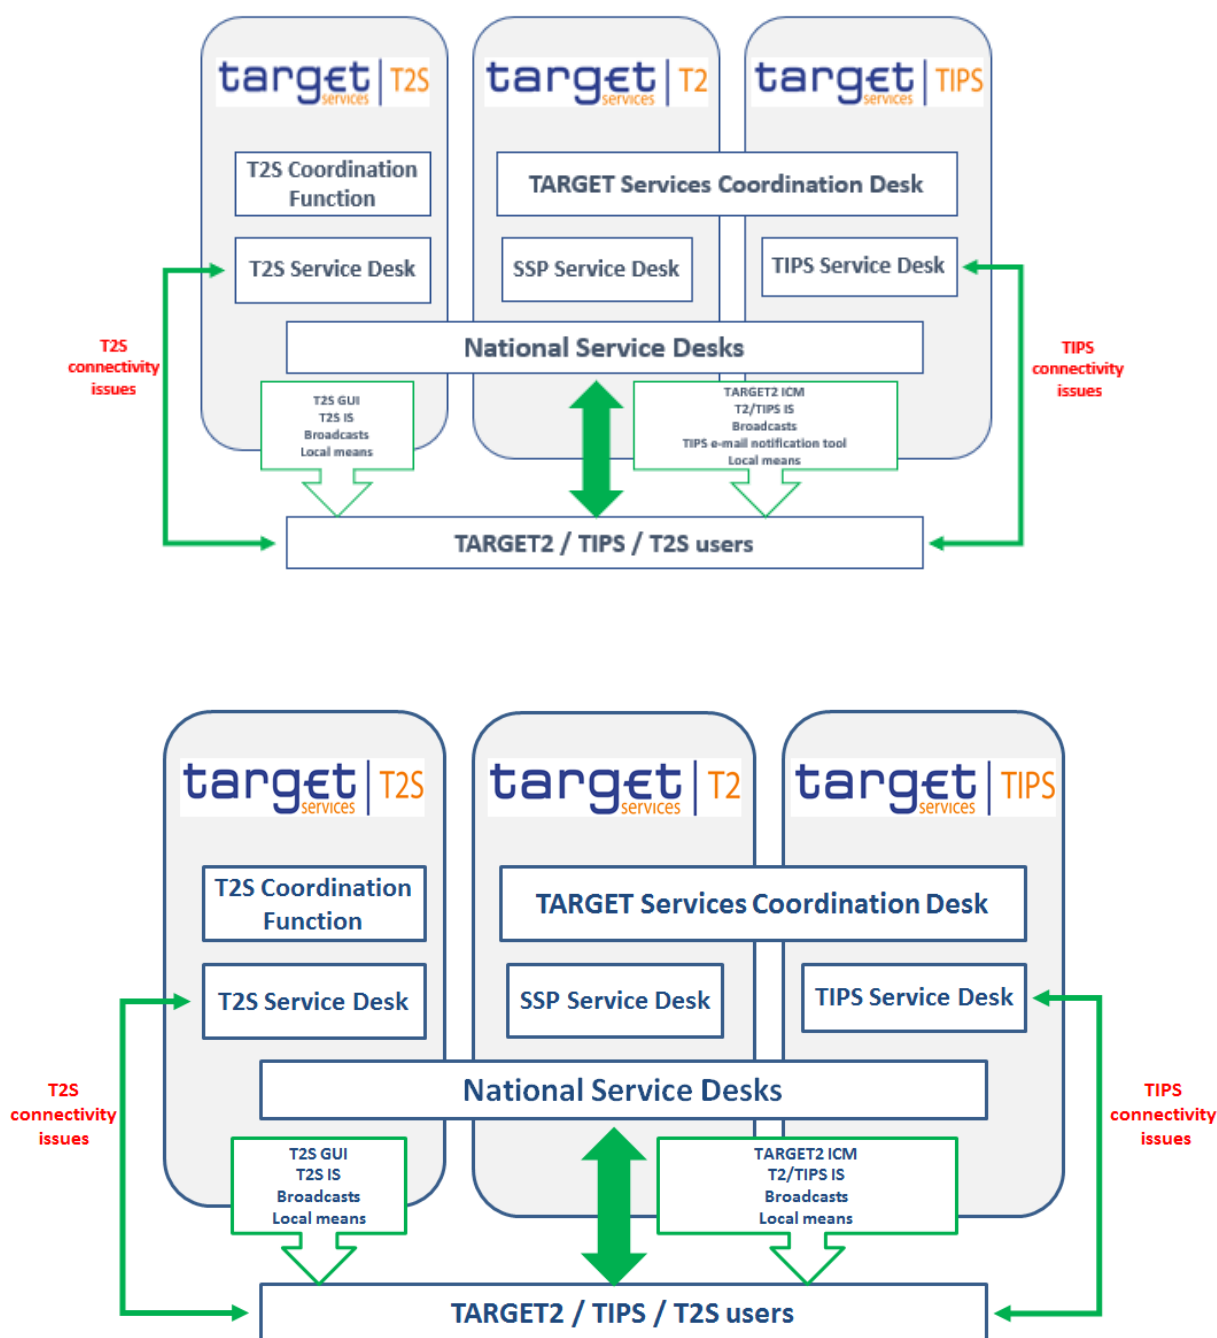 target services | T2S
target services | T2
target services | TIPS
T2S Coordination
Function
TARGET Services Coordination Desk
T2S Service Desk
SSP Service Desk
TIPS Service Desk
T2S
connectivity
issues
National Service Desks
TIPS
connectivity
issues
T2S GUI
T2S IS
Broadcasts
Local means
TARGET2 ICM
T2/TIPS IS
Broadcasts
TIPS e-mail notification tool
Local means
TARGET2 / TIPS / T2S users
target services | T2S
target services | T2
target services | TIPS
T2S Coordination
Function
TARGET Services Coordination Desk
T2S Service Desk
SSP Service Desk
TIPS Service Desk
T2S
connectivity
issues
National Service Desks
TIPS
connectivity
issues
T2S GUI
T2S IS
Broadcasts
Local means
TARGET2 ICM
T2/TIPS IS
Broadcasts
Local means
TARGET2 / TIPS / T2S users